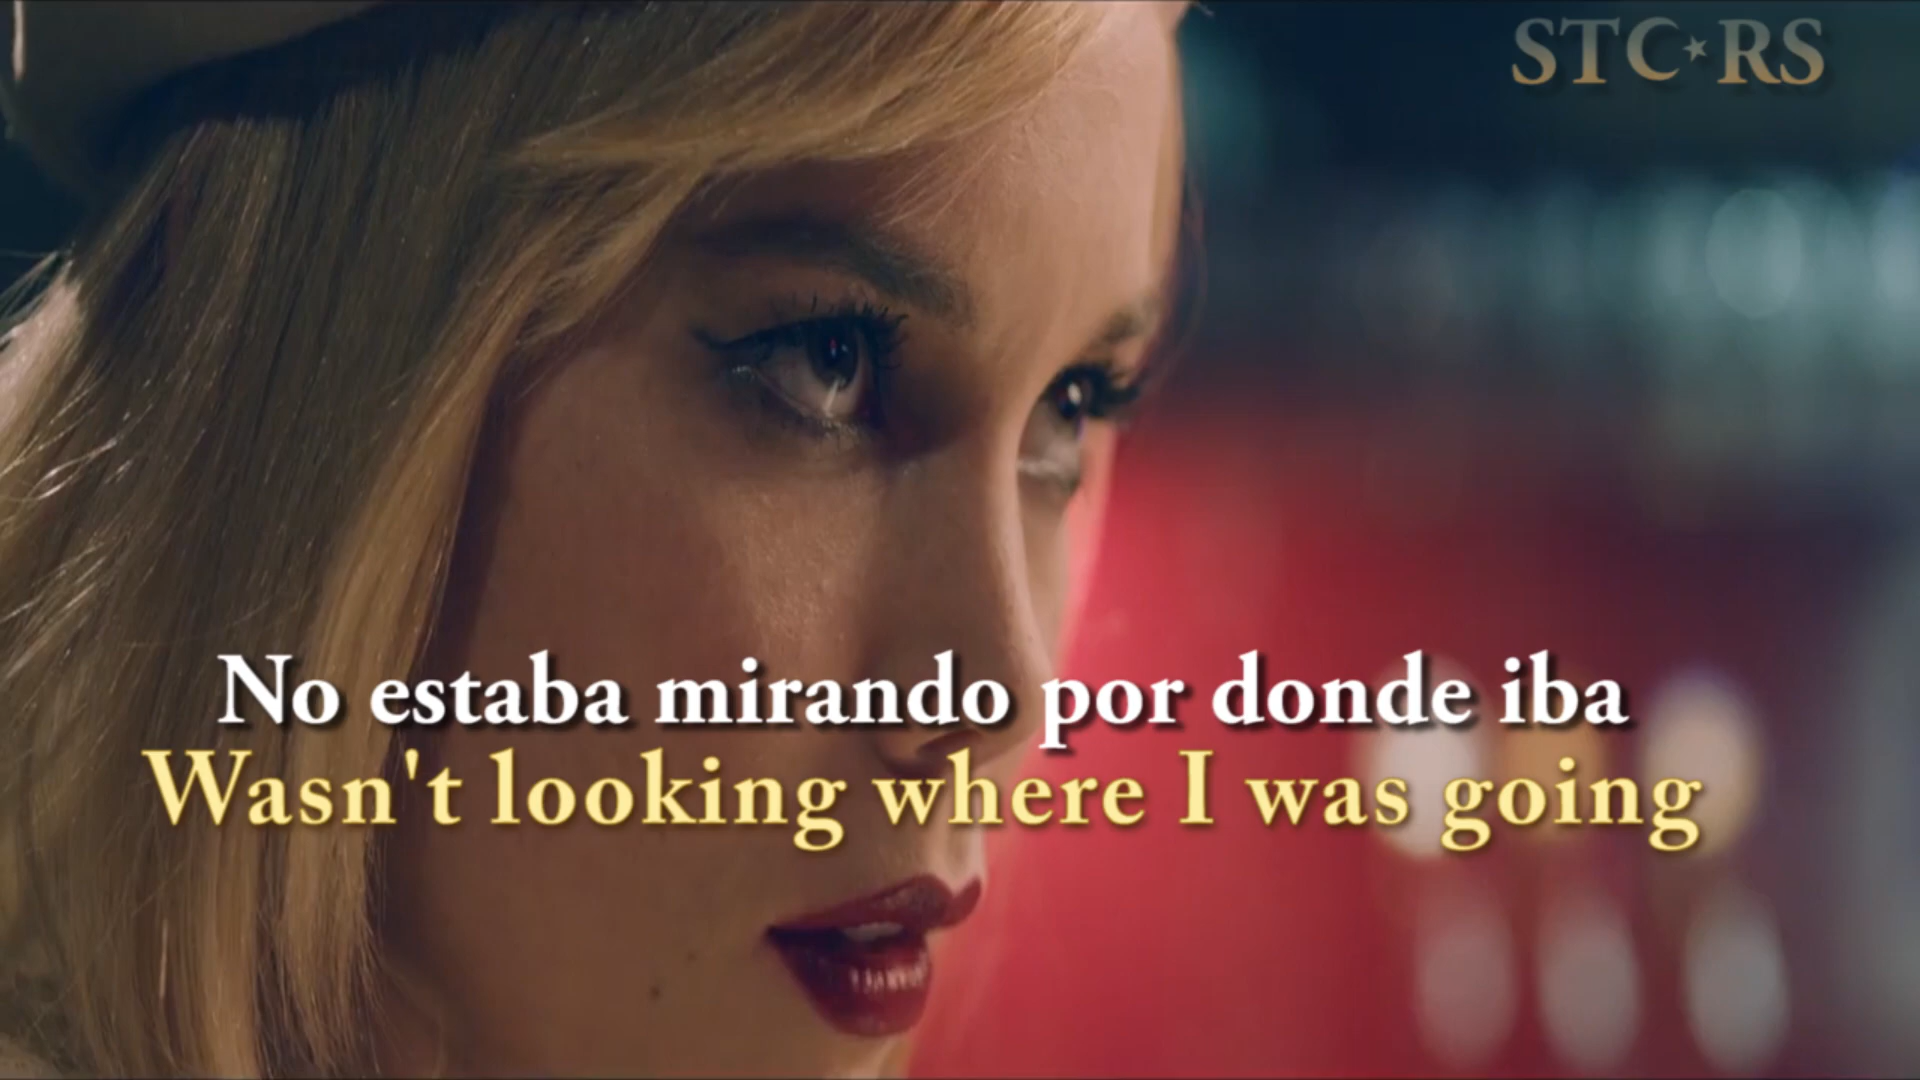 STC★RS
No estaba mirando por donde iba
Wasn't looking where I was going